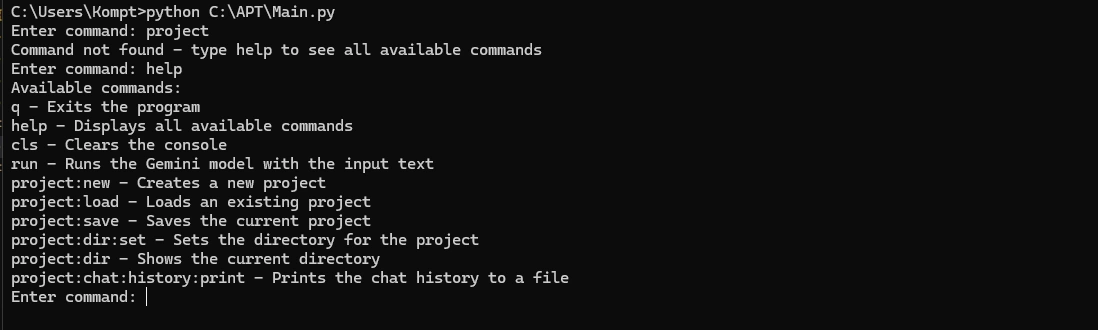 C:\Users\Kompt>python C:\APT\Main.py
Enter command: project
Command not found - type help to see all available commands
Enter command: help
Available commands:
q - Exits the program
help - Displays all available commands
cls - Clears the console
run - Runs the Gemini model with the input text
project:new - Creates a new project
project:load - Loads an existing project
project:save - Saves the current project
project:dir:set - Sets the directory for the project
project:dir - Shows the current directory
project:chat:history:print - Prints the chat history to a file
Enter command: